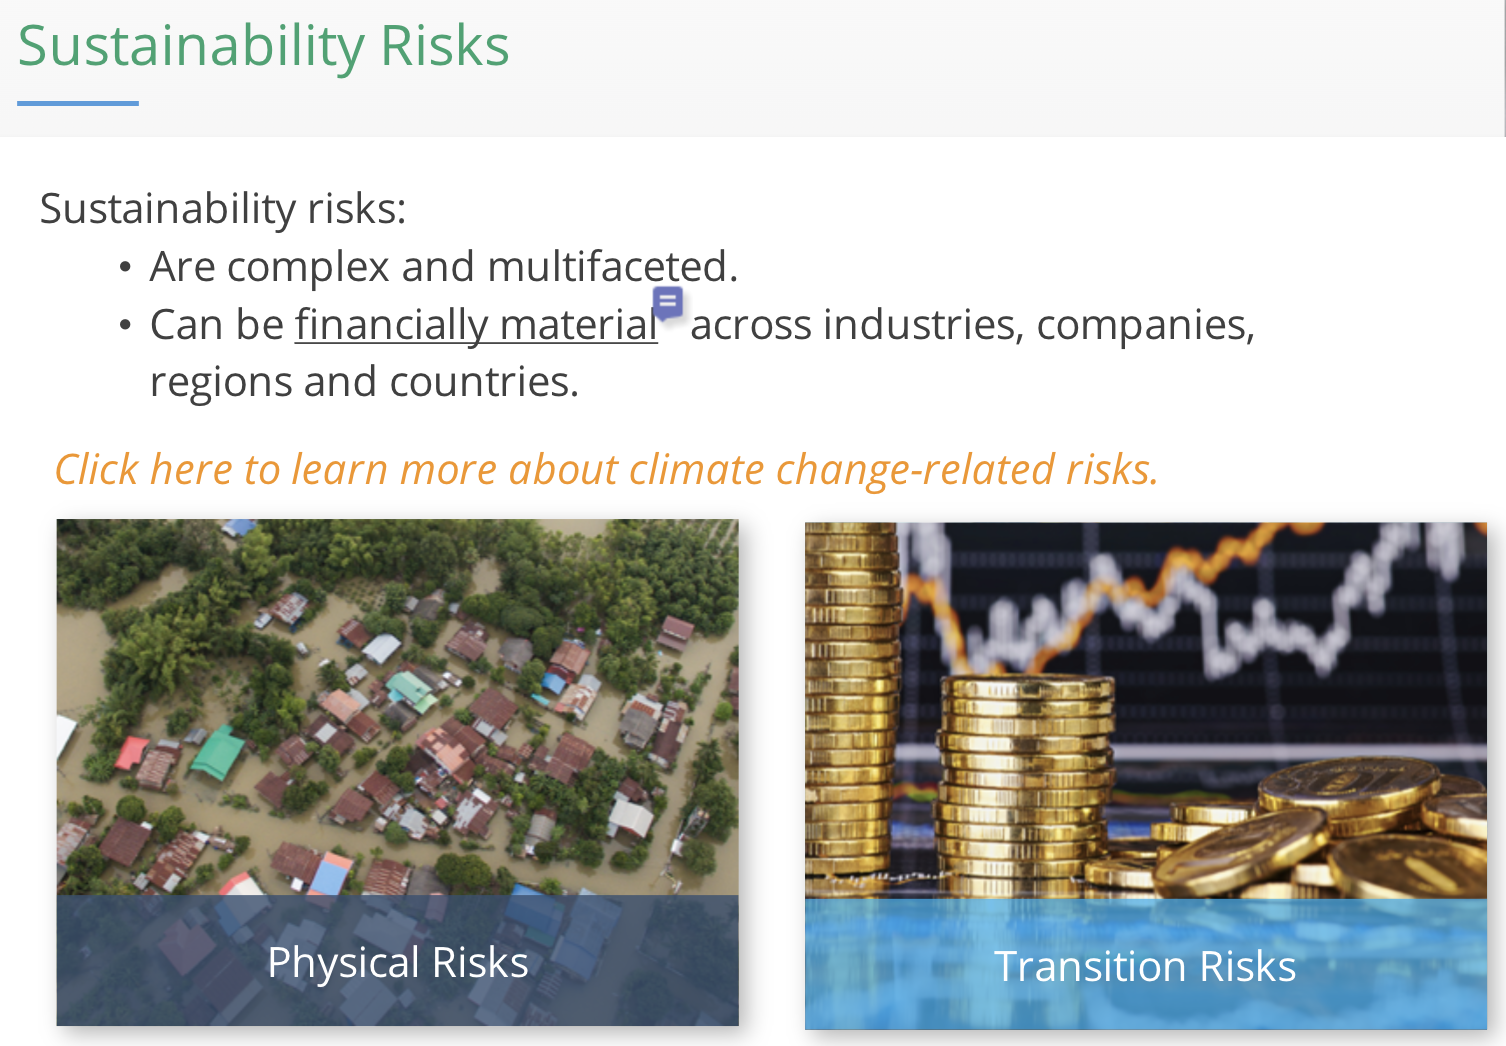 Sustainability Risks
Sustainability risks:
• Are complex and multifaceted.
• Can be financially material across industries, companies,
regions and countries.
Click here to learn more about climate change-related risks.
Physical Risks
Transition Risks